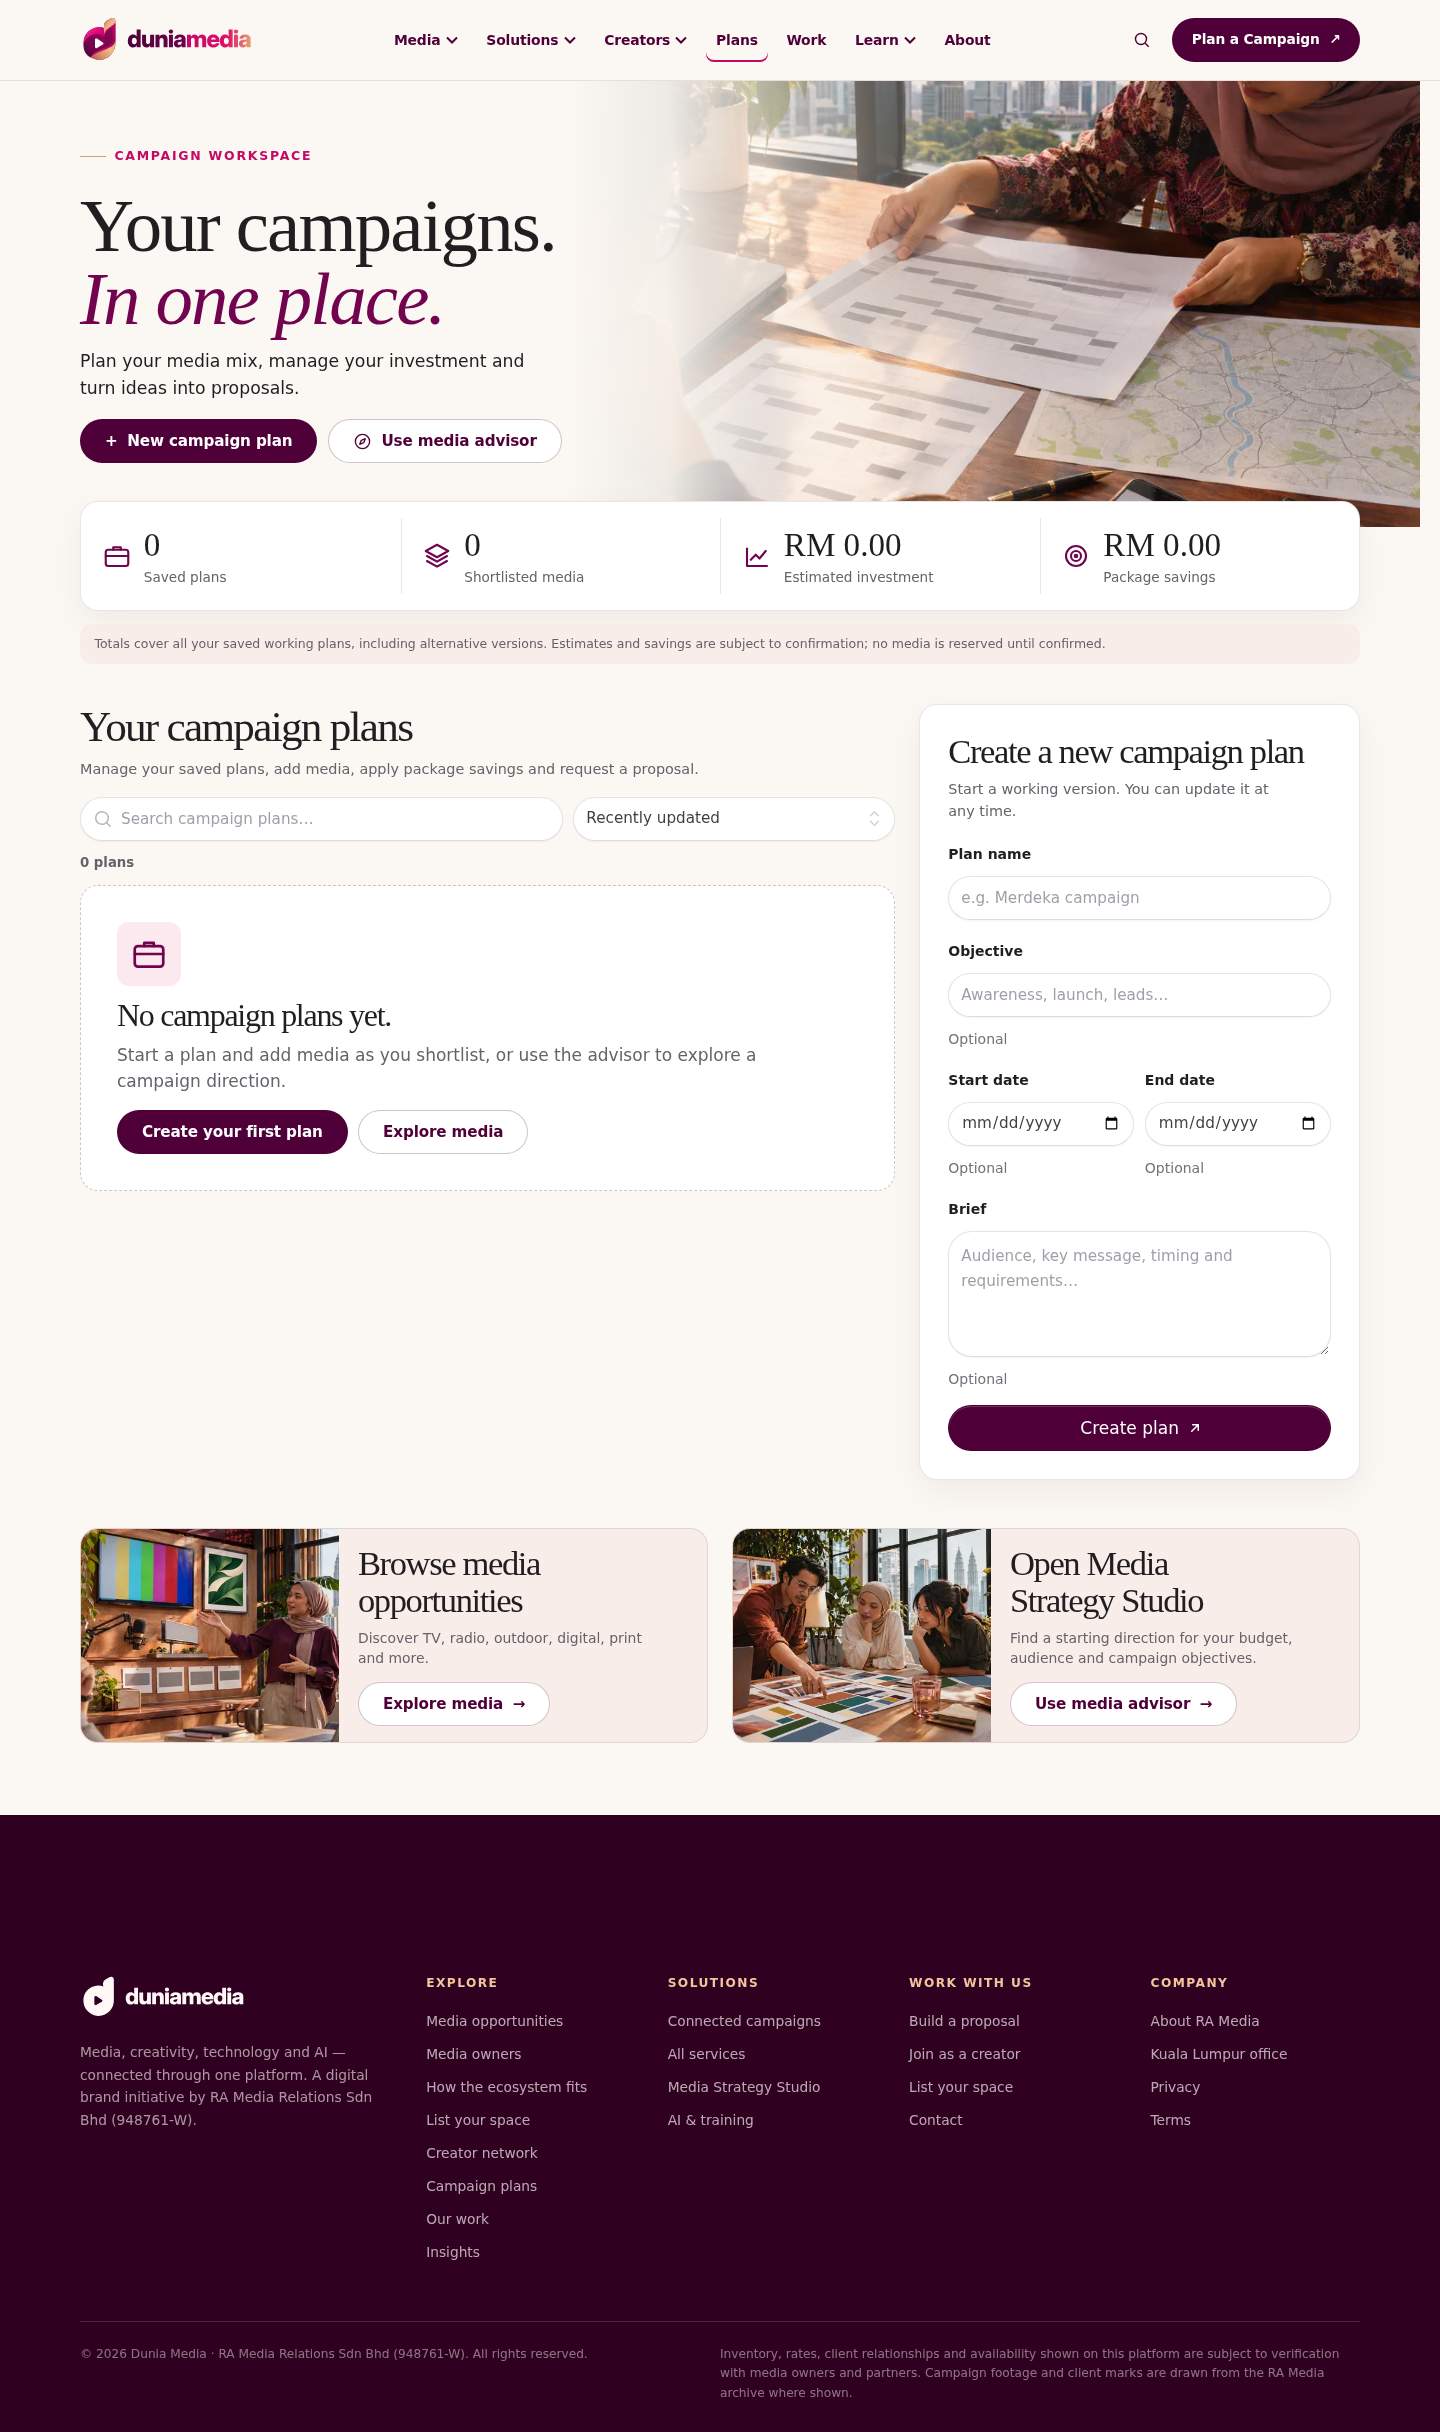 duniamedia
Media
Solutions
Creators
Plans
Work
Learn
About
Plan a Campaign ↗
CAMPAIGN WORKSPACE
Your campaigns.
In one place.
Plan your media mix, manage your investment and
turn ideas into proposals.
+ New campaign plan
Use media advisor
0
Saved plans
0
Shortlisted media
RM 0.00
Estimated investment
RM 0.00
Package savings
Totals cover all your saved working plans, including alternative versions. Estimates and savings are subject to confirmation; no media is reserved until confirmed.
Your campaign plans
Manage your saved plans, add media, apply package savings and request a proposal.
Search campaign plans…
Recently updated
0 plans
No campaign plans yet.
Start a plan and add media as you shortlist, or use the advisor to explore a
campaign direction.
Create your first plan
Explore media
Create a new campaign plan
Start a working version. You can update it at
any time.
Plan name
e.g. Merdeka campaign
Objective
Awareness, launch, leads…
Optional
Start date
End date
mm/dd/yyyy
mm/dd/yyyy
Optional
Optional
Brief
Audience, key message, timing and
requirements…
Optional
Create plan ↗
Browse media
opportunities
Discover TV, radio, outdoor, digital, print
and more.
Explore media →
Open Media
Strategy Studio
Find a starting direction for your budget,
audience and campaign objectives.
Use media advisor →
duniamedia
Media, creativity, technology and AI —
connected through one platform. A digital
brand initiative by RA Media Relations Sdn
Bhd (948761-W).
EXPLORE
Media opportunities
Media owners
How the ecosystem fits
List your space
Creator network
Campaign plans
Our work
Insights
SOLUTIONS
Connected campaigns
All services
Media Strategy Studio
AI & training
WORK WITH US
Build a proposal
Join as a creator
List your space
Contact
COMPANY
About RA Media
Kuala Lumpur office
Privacy
Terms
© 2026 Dunia Media · RA Media Relations Sdn Bhd (948761-W). All rights reserved.
Inventory, rates, client relationships and availability shown on this platform are subject to verification
with media owners and partners. Campaign footage and client marks are drawn from the RA Media
archive where shown.